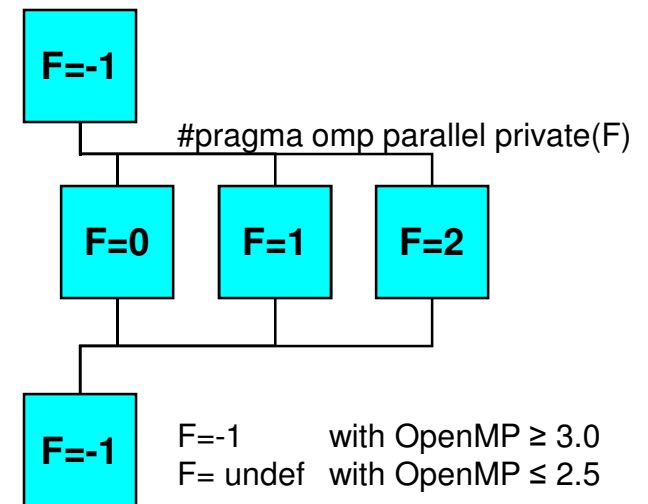 F=-1
#pragma omp parallel private(F)
F=0 F=1 F=2
F=-1
F=-1 with OpenMP ≥ 3.0
F= undef with OpenMP ≤ 2.5